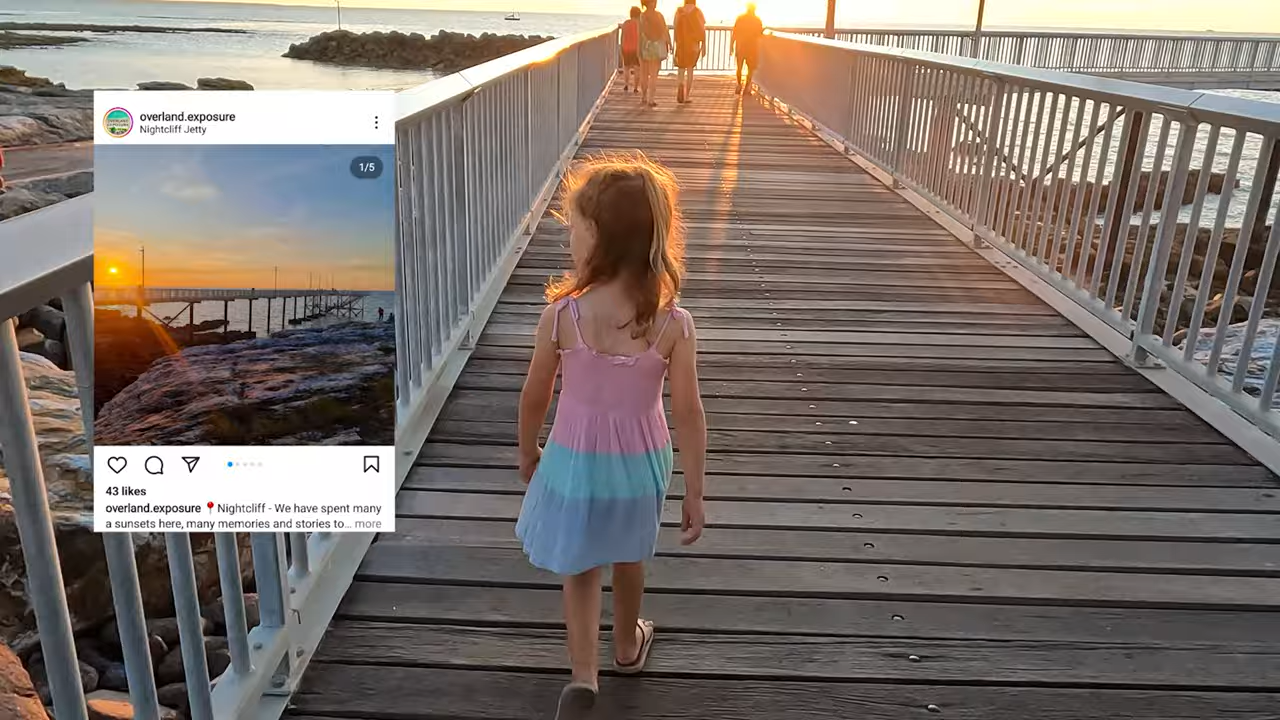 overland.exposure
Nightcliff Jetty
1/5
43 likes
overland.exposure 📍 Nightcliff - We have spent many
a sunsets here, many memories and stories to... more